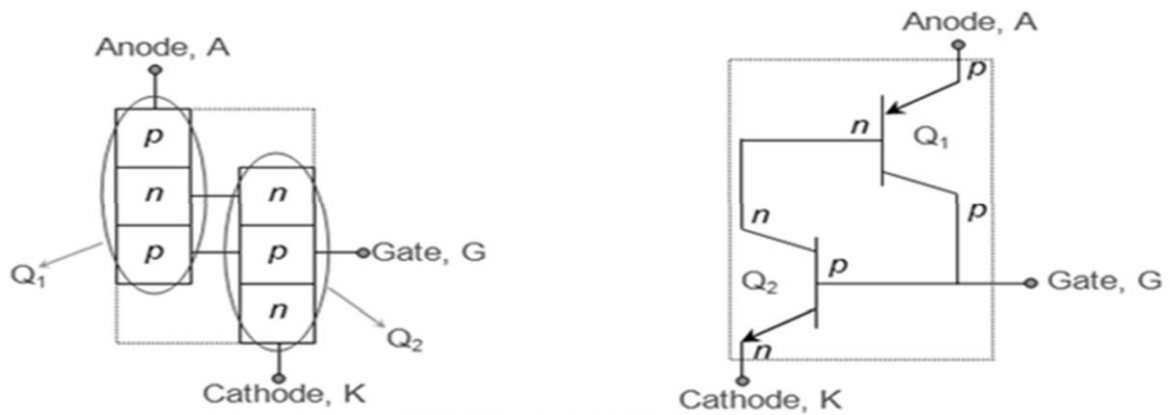 Anode, A
p
n
p
n
p
n
Gate, G
Q1
Q2
Cathode, K
Anode, A
p
n
Q1
n
p
p
Q2
Gate, G
n
Cathode, K